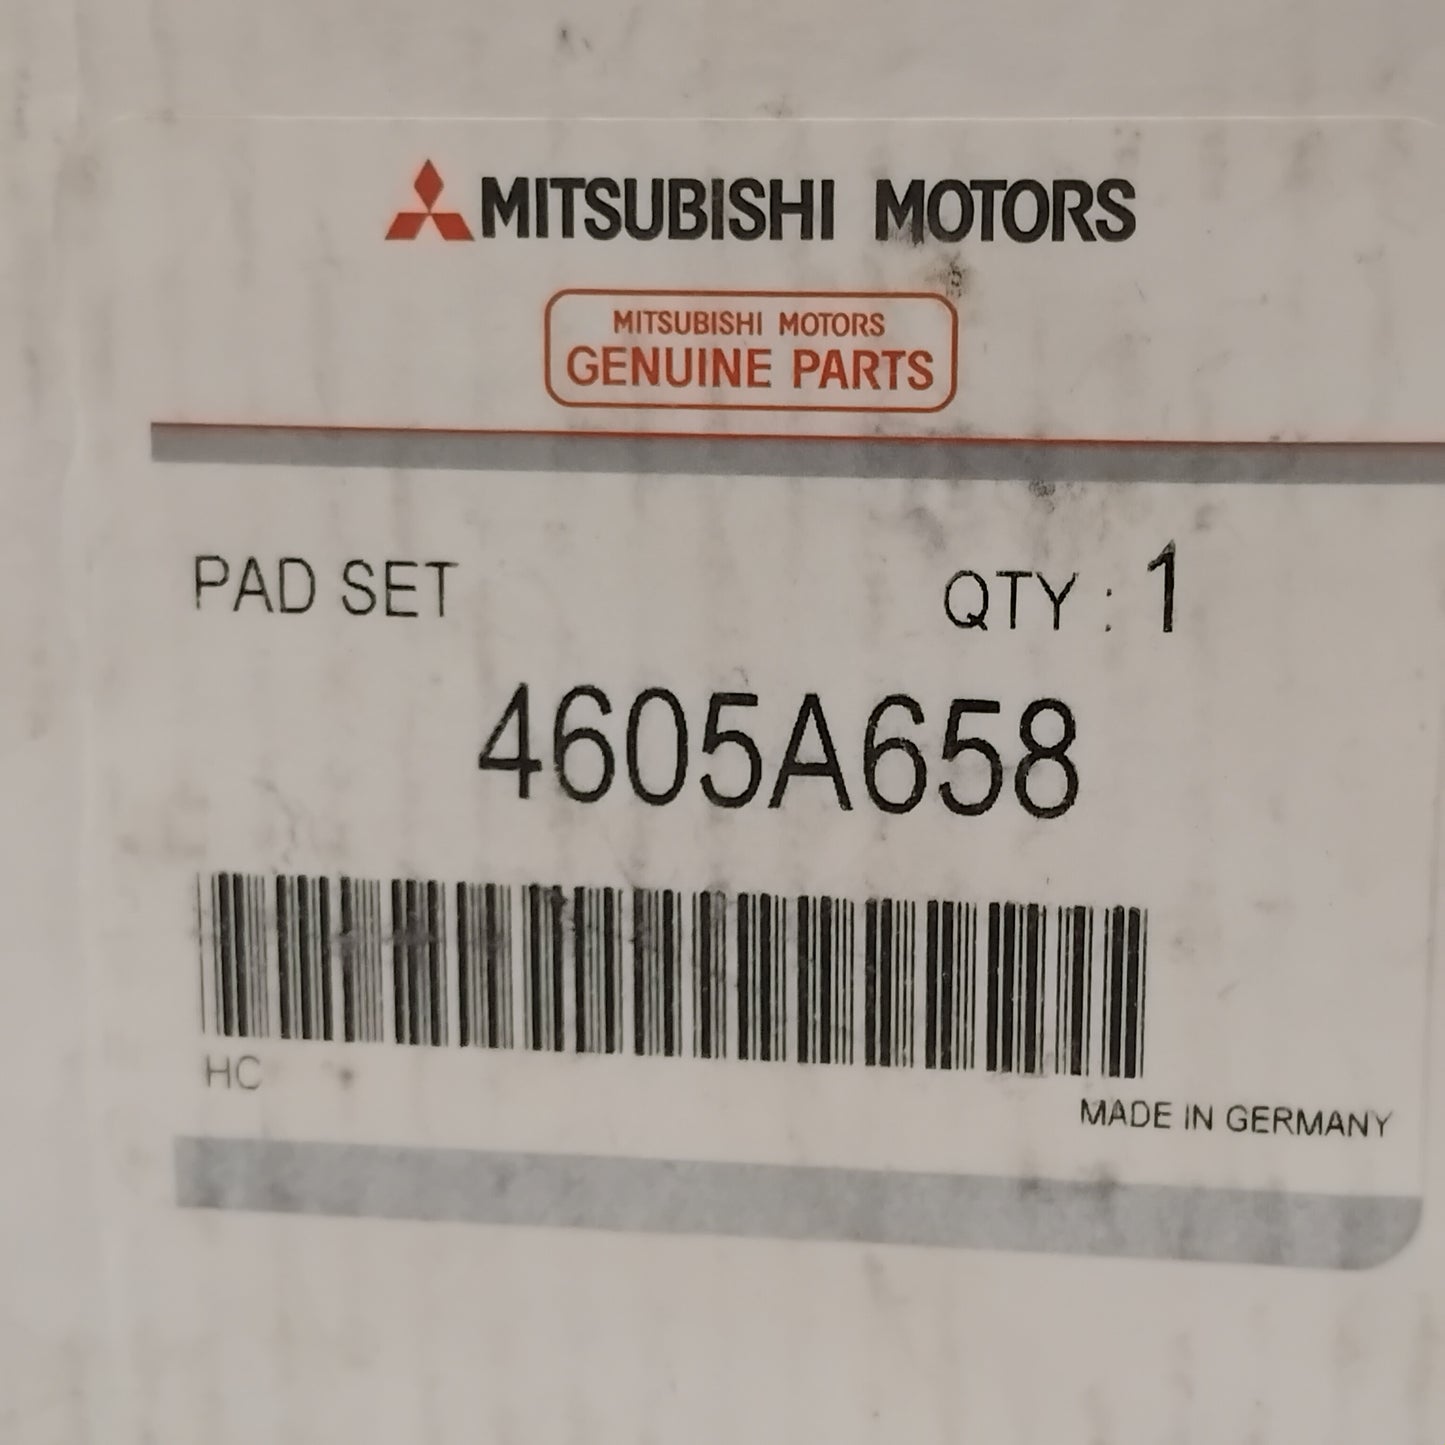 MITSUBISHI MOTORS
MITSUBISHI MOTORS
GENUINE PARTS
PAD SET QTY : 1
4605A658
HC
MADE IN GERMANY